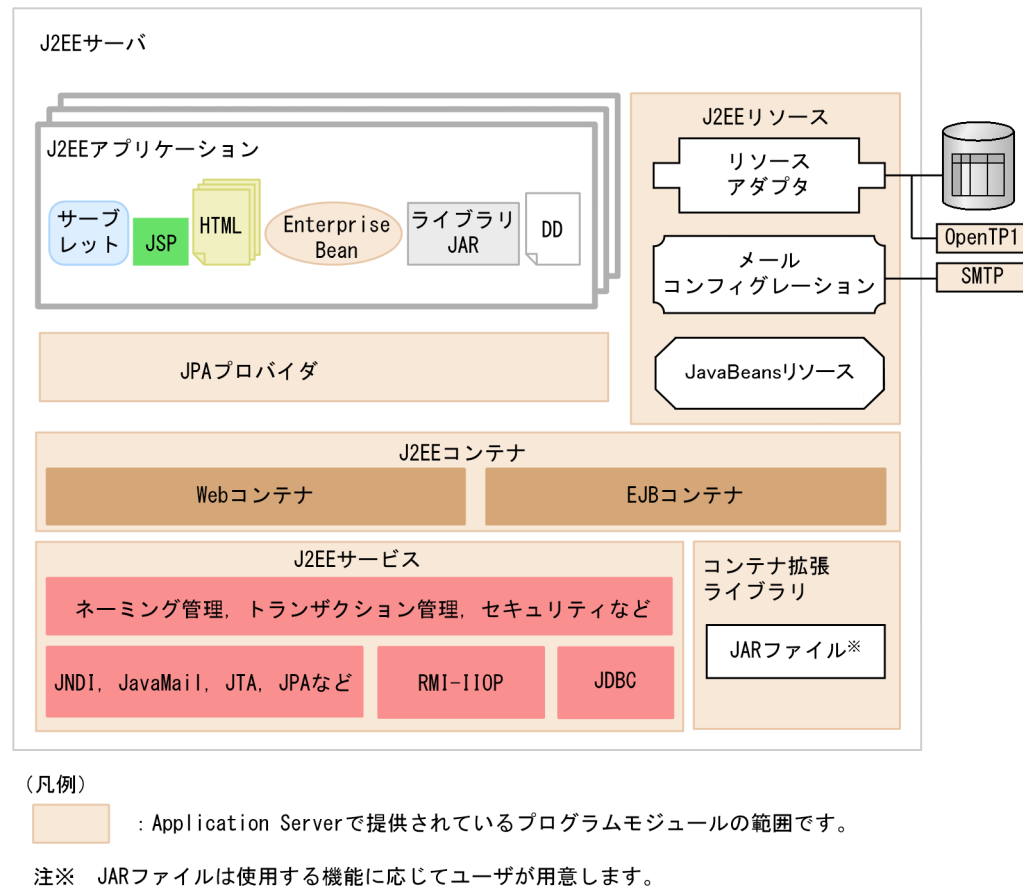 J2EEサーバ
J2EEアプリケーション
サーブ
レット
JSP
HTML
Enterprise
Bean
ライブラリ
JAR
DD
J2EEリソース
リソース
アダプタ
OpenTP1
メール
コンフィグレーション
SMTP
JavaBeansリソース
JPAプロバイダ
J2EEコンテナ
Webコンテナ
EJBコンテナ
J2EEサービス
ネーミング管理，トランザクション管理，セキュリティなど
JNDI，JavaMail，JTA，JPAなど
RMI-IIOP
JDBC
コンテナ拡張
ライブラリ
JARファイル※
（凡例）
：Application Serverで提供されているプログラムモジュールの範囲です。
注※　JARファイルは使用する機能に応じてユーザが用意します。